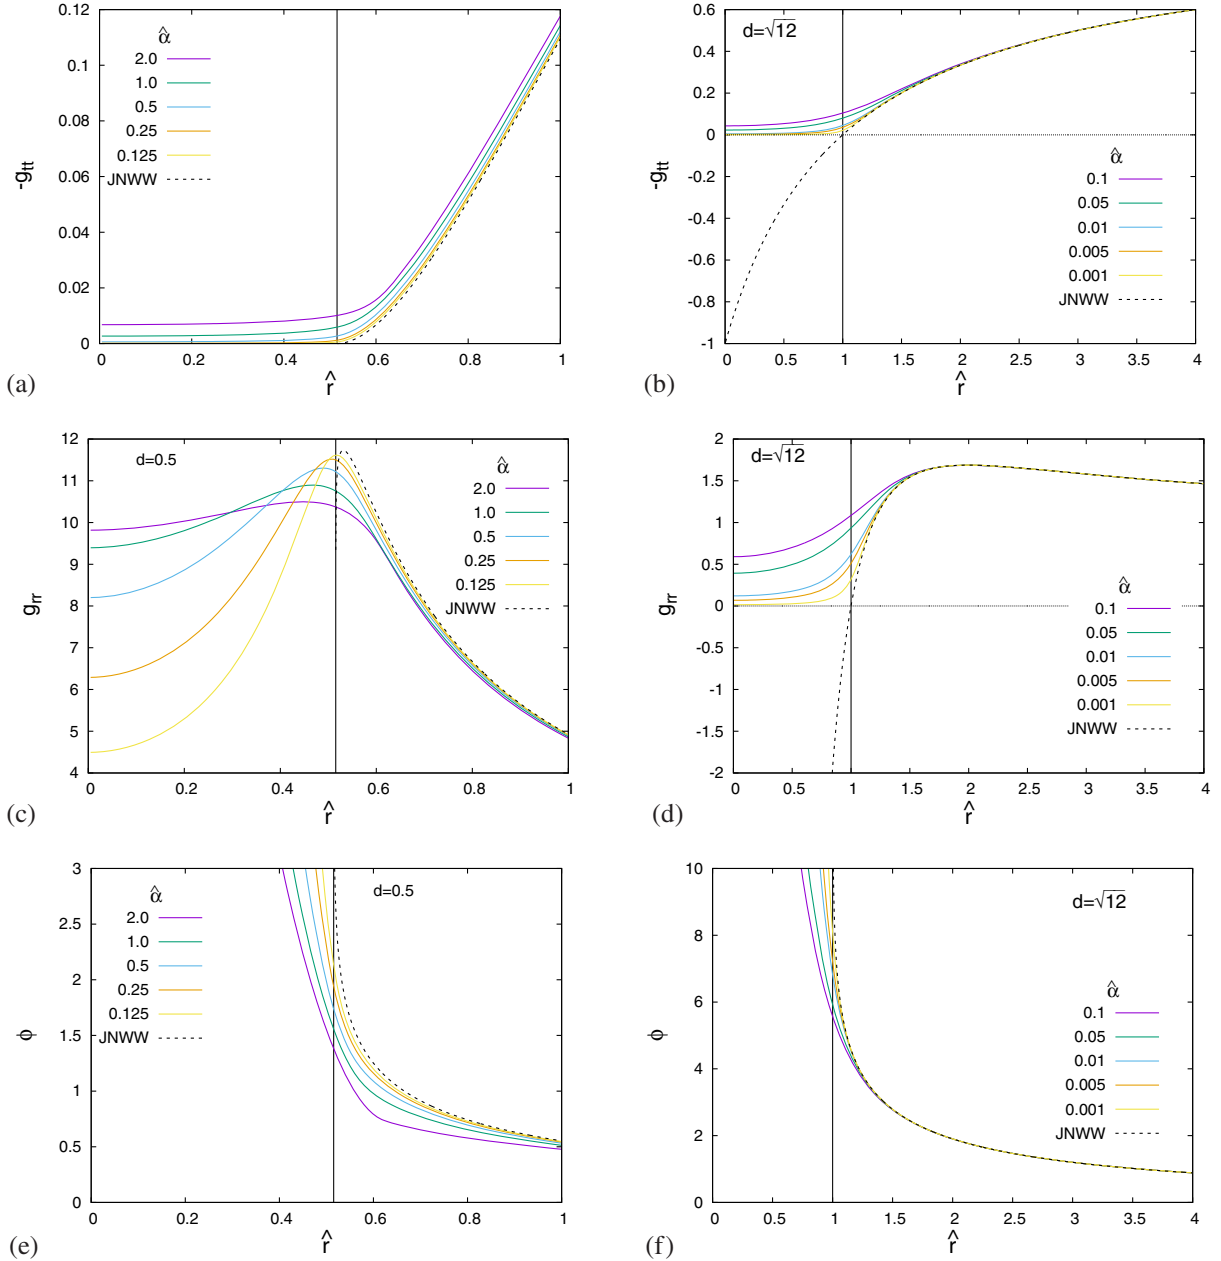 0.12
0.1
0.08
0.06
0.04
0.02
0
-g_tt
α̂
2.0
1.0
0.5
0.25
0.125
JNWW
0 0.2 0.4 0.6 0.8 1
r̂
(a)
0.6
0.4
0.2
0
-0.2
-0.4
-0.6
-0.8
-1
-g_tt
d=√12
α̂
0.1
0.05
0.01
0.005
0.001
JNWW
0 0.5 1 1.5 2 2.5 3 3.5 4
r̂
(b)
12
11
10
9
8
7
6
5
4
g_rr
d=0.5
α̂
2.0
1.0
0.5
0.25
0.125
JNWW
0 0.2 0.4 0.6 0.8 1
r̂
(c)
2
1.5
1
0.5
0
-0.5
-1
-1.5
-2
g_rr
d=√12
α̂
0.1
0.05
0.01
0.005
0.001
JNWW
0 0.5 1 1.5 2 2.5 3 3.5 4
r̂
(d)
3
2.5
2
1.5
1
0.5
0
ϕ
α̂
d=0.5
2.0
1.0
0.5
0.25
0.125
JNWW
0 0.2 0.4 0.6 0.8 1
r̂
(e)
10
8
6
4
2
0
ϕ
d=√12
α̂
0.1
0.05
0.01
0.005
0.001
JNWW
0 0.5 1 1.5 2 2.5 3 3.5 4
r̂
(f)